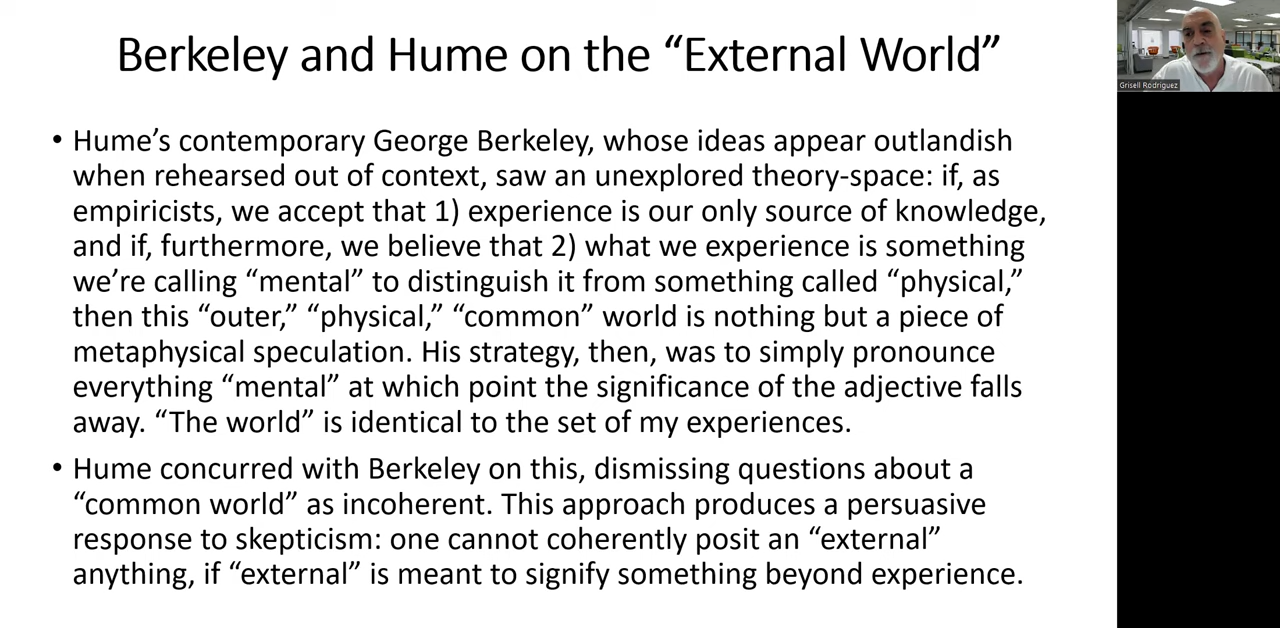 Berkeley and Hume on the “External World”
• Hume’s contemporary George Berkeley, whose ideas appear outlandish
when rehearsed out of context, saw an unexplored theory-space: if, as
empiricists, we accept that 1) experience is our only source of knowledge,
and if, furthermore, we believe that 2) what we experience is something
we’re calling “mental” to distinguish it from something called “physical,”
then this “outer,” “physical,” “common” world is nothing but a piece of
metaphysical speculation. His strategy, then, was to simply pronounce
everything “mental” at which point the significance of the adjective falls
away. “The world” is identical to the set of my experiences.
• Hume concurred with Berkeley on this, dismissing questions about a
“common world” as incoherent. This approach produces a persuasive
response to skepticism: one cannot coherently posit an “external”
anything, if “external” is meant to signify something beyond experience.
Grisell Rodriguez